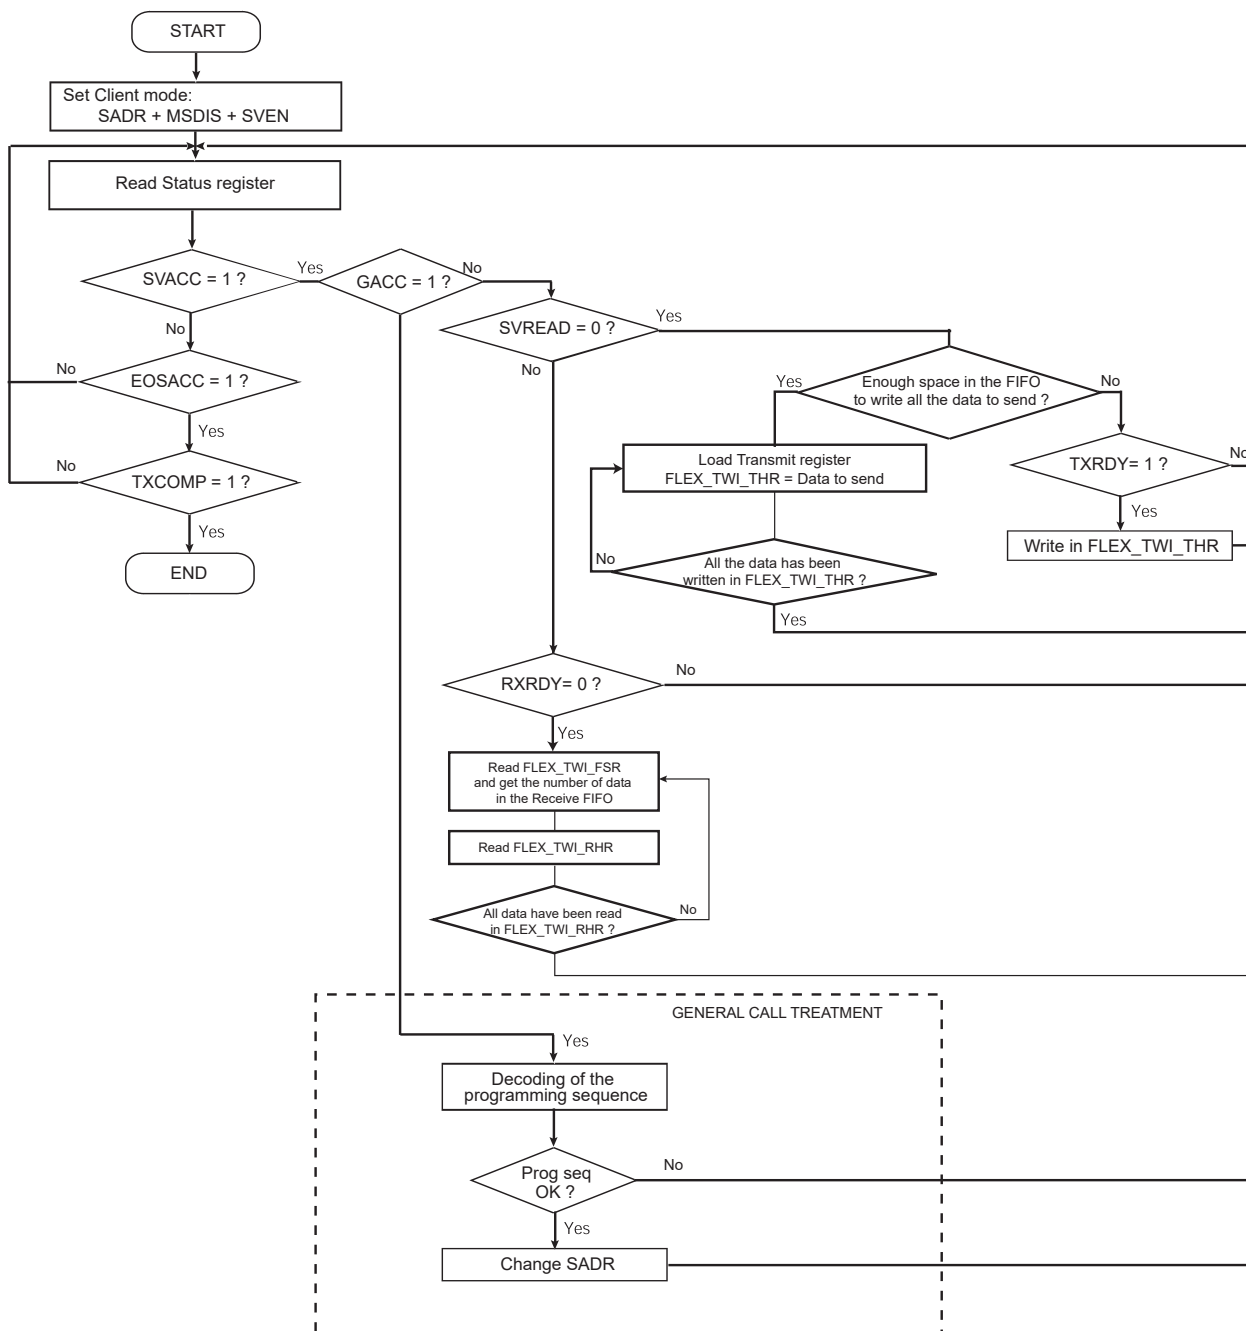 START
Set Client mode:
SADR + MSDIS + SVEN
Read Status register
SVACC = 1 ?
Yes
GACC = 1 ?
No
No
SVREAD = 0 ?
Yes
No
No
EOSACC = 1 ?
Yes
No
TXCOMP = 1 ?
Yes
END
Enough space in the FIFO
to write all the data to send ?
Yes
No
Load Transmit register
FLEX_TWI_THR = Data to send
TXRDY= 1 ?
No
Yes
Write in FLEX_TWI_THR
No
All the data has been
written in FLEX_TWI_THR ?
Yes
RXRDY= 0 ?
No
Yes
Read FLEX_TWI_FSR
and get the number of data
in the Receive FIFO
Read FLEX_TWI_RHR
All data have been read
in FLEX_TWI_RHR ?
No
GENERAL CALL TREATMENT
Yes
Decoding of the
programming sequence
Prog seq
OK ?
No
Yes
Change SADR